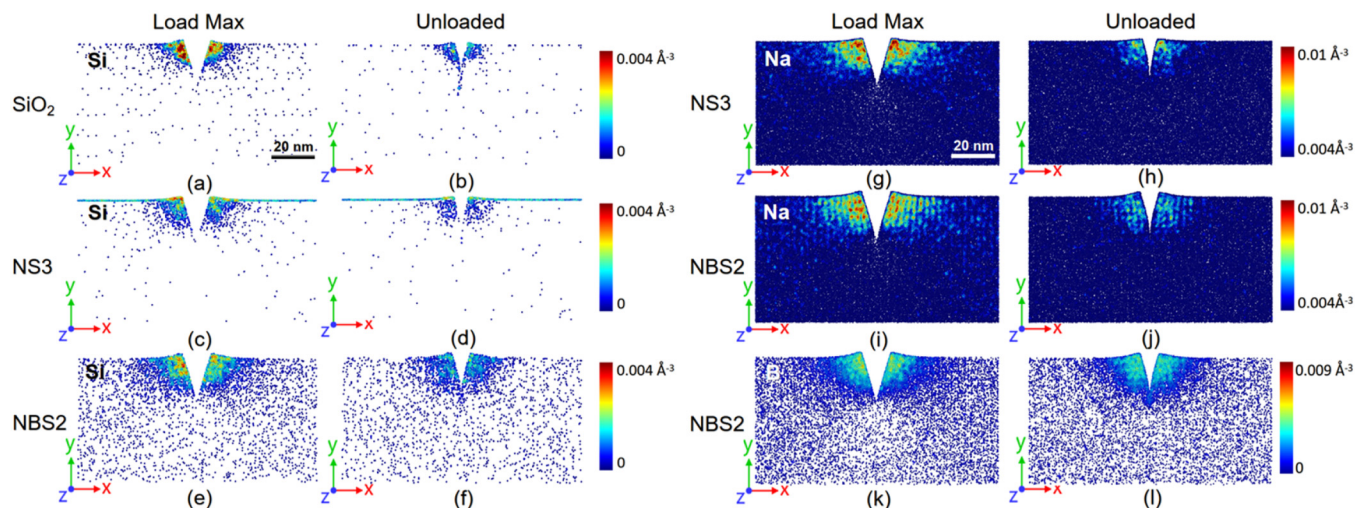 Load Max Unloaded Load Max Unloaded
Si 0.004 Å⁻³ Na 0.01 Å⁻³
SiO₂ NS3
y y y y
20 nm 0 20 nm 0.004Å⁻³
z x z x z x z x
(a) (b) (g) (h)
Si 0.004 Å⁻³ Na 0.01 Å⁻³
NS3 NBS2
y y y y
0 0.004Å⁻³
z x z x z x z x
(c) (d) (i) (j)
Si 0.004 Å⁻³ B 0.009 Å⁻³
NBS2 NBS2
y y y y
0 0
z x z x z x z x
(e) (f) (k) (l)